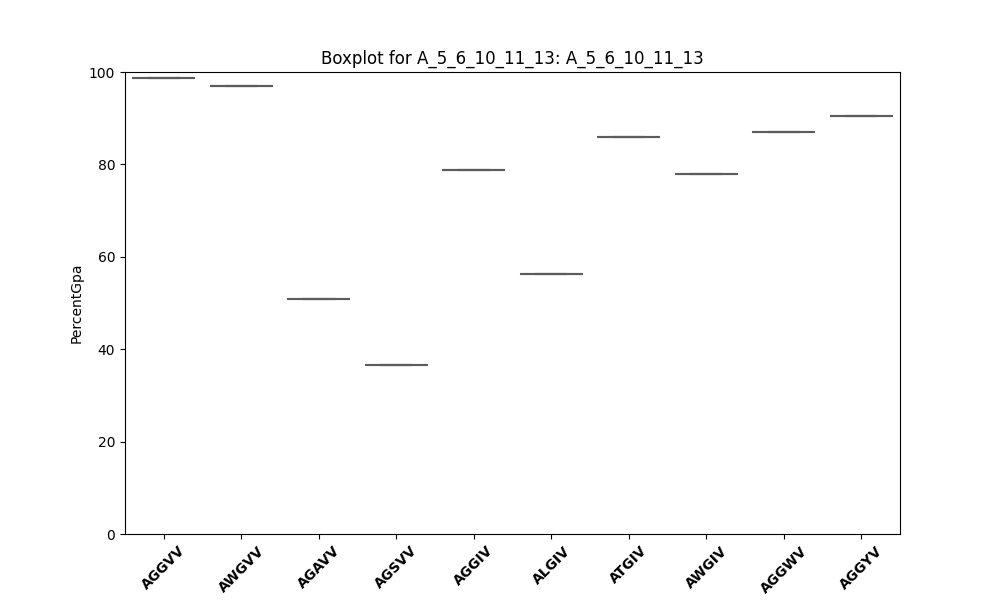 Boxplot for A_5_6_10_11_13: A_5_6_10_11_13
100
80
60
40
20
0
PercentGpa
AGGVV
AWGVV
AGAVV
AGSVV
AGGIV
ALGIV
ATGIV
AWGIV
AGGWV
AGGYV